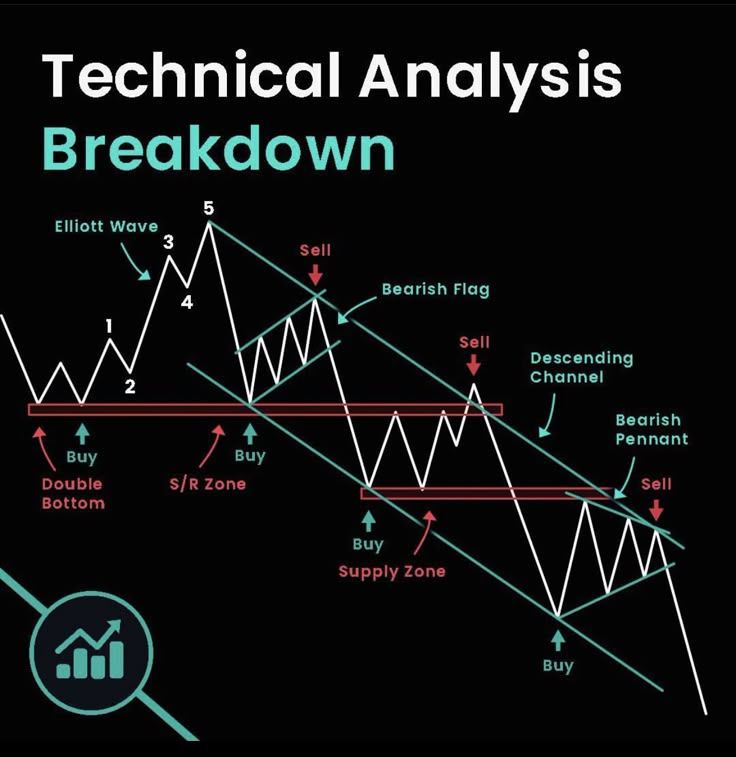 Technical Analysis
Breakdown
5
Elliott Wave
3
Sell
4
Bearish Flag
1
2
Sell
Descending
Channel
Bearish
Pennant
Buy
S/R Zone
Buy
Double
Bottom
Sell
Buy
Supply Zone
Buy